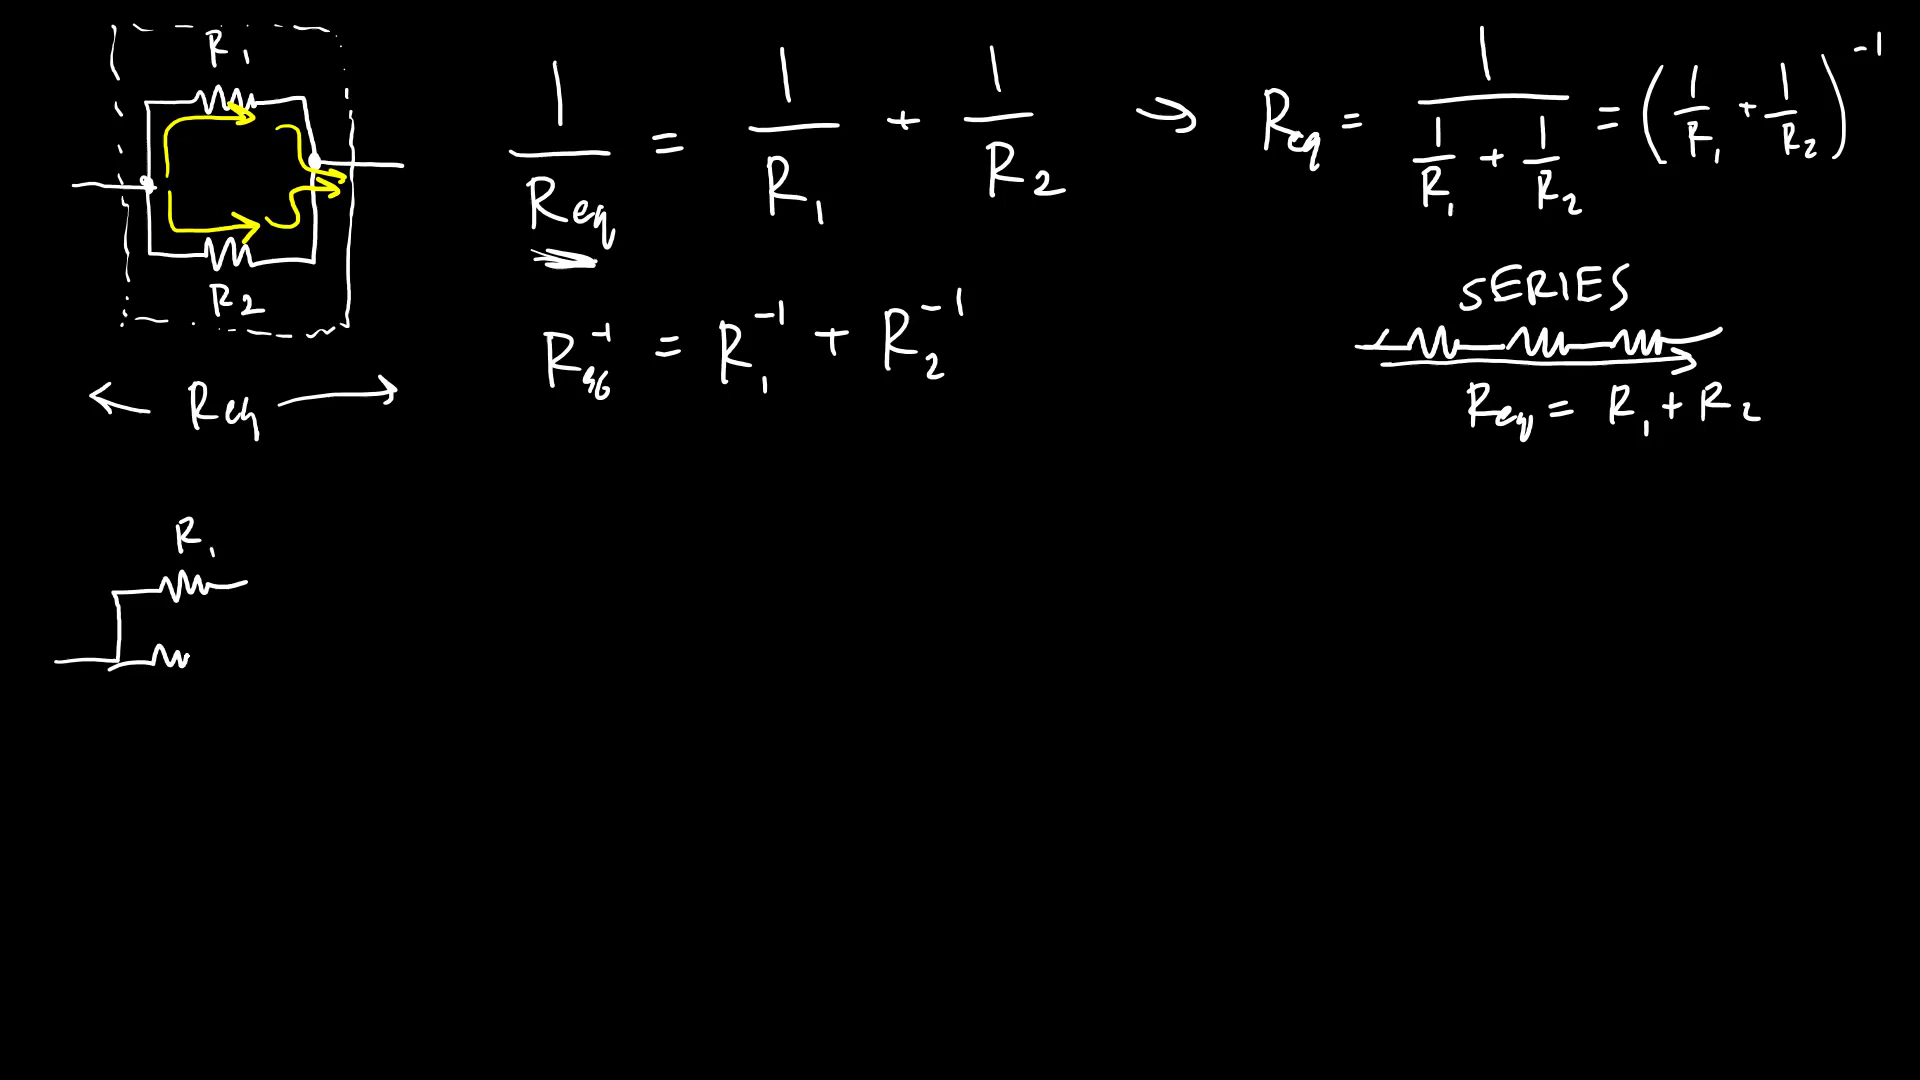 R₁
1/Req = 1/R₁ + 1/R₂ → Req = 1/(1/R₁ + 1/R₂) = (1/R₁ + 1/R₂)⁻¹
R₂
Req⁻¹ = R₁⁻¹ + R₂⁻¹
SERIES
Req = R₁ + R₂
← Req →
R₁